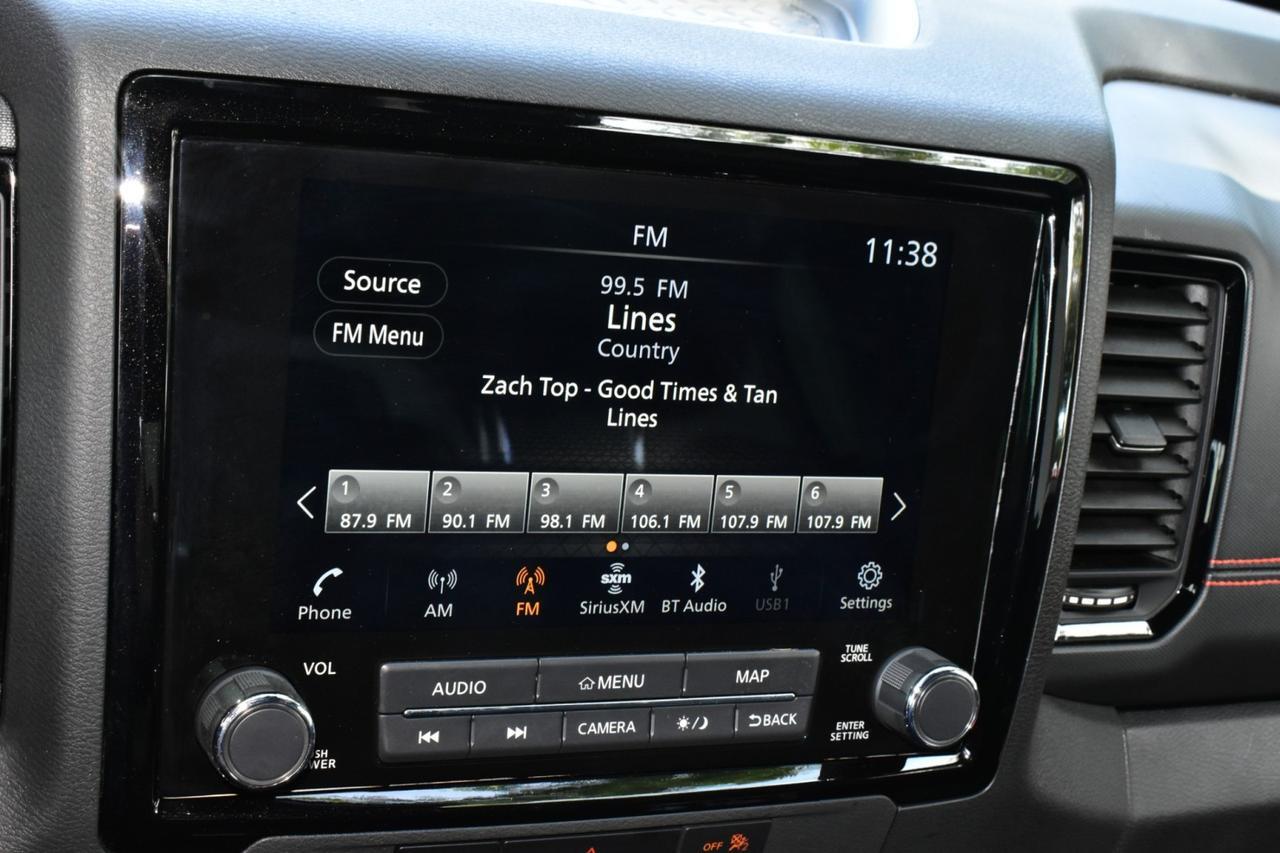 FM
11:38
Source
99.5 FM
Lines
FM Menu
Country
Zach Top - Good Times & Tan
Lines
1 2 3 4 5 6
87.9 FM 90.1 FM 98.1 FM 106.1 FM 107.9 FM 107.9 FM
sxm
Phone AM FM SiriusXM BT Audio USB1 Settings
VOL
TUNE
SCROLL
AUDIO MENU MAP
CAMERA BACK
ENTER
SETTING
OFF